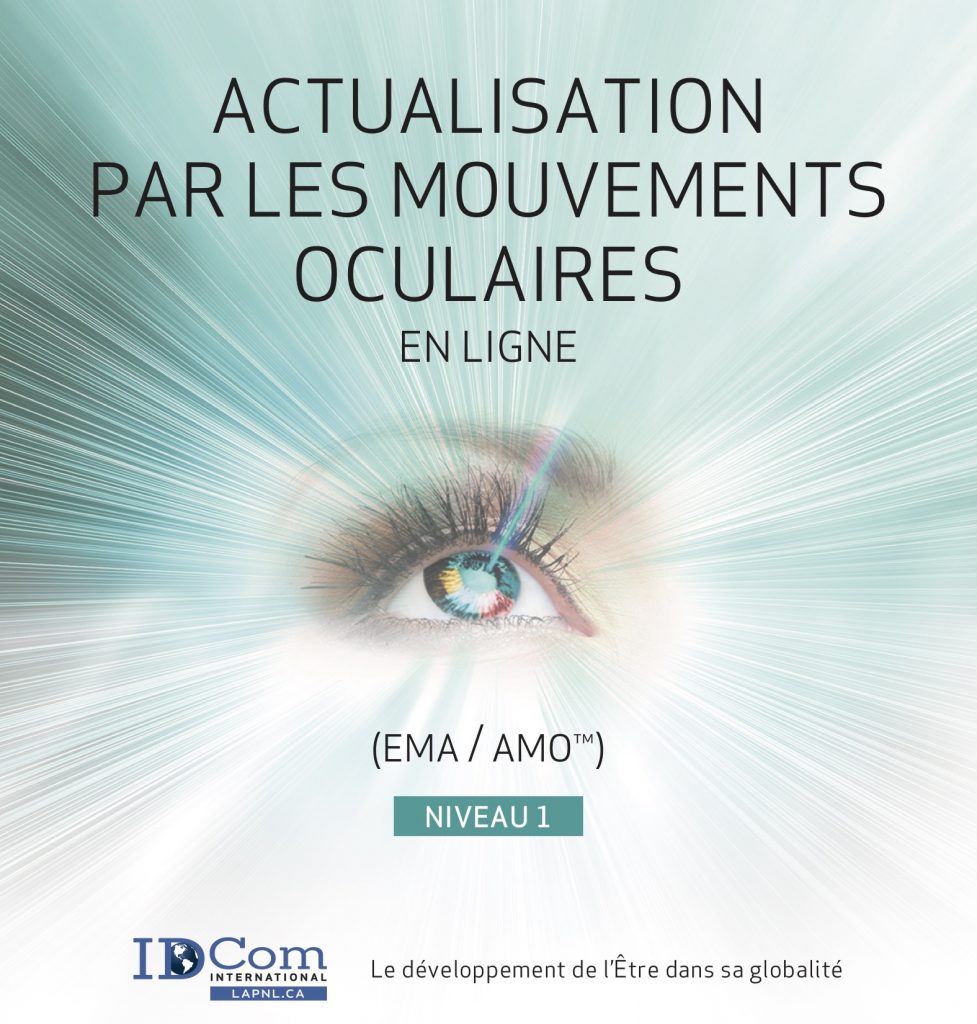 ACTUALISATION
PAR LES MOUVEMENTS
OCULAIRES
EN LIGNE
(EMA / AMO™)
NIVEAU 1
IDCom
INTERNATIONAL
LAPNL.CA
Le développement de l'Être dans sa globalité